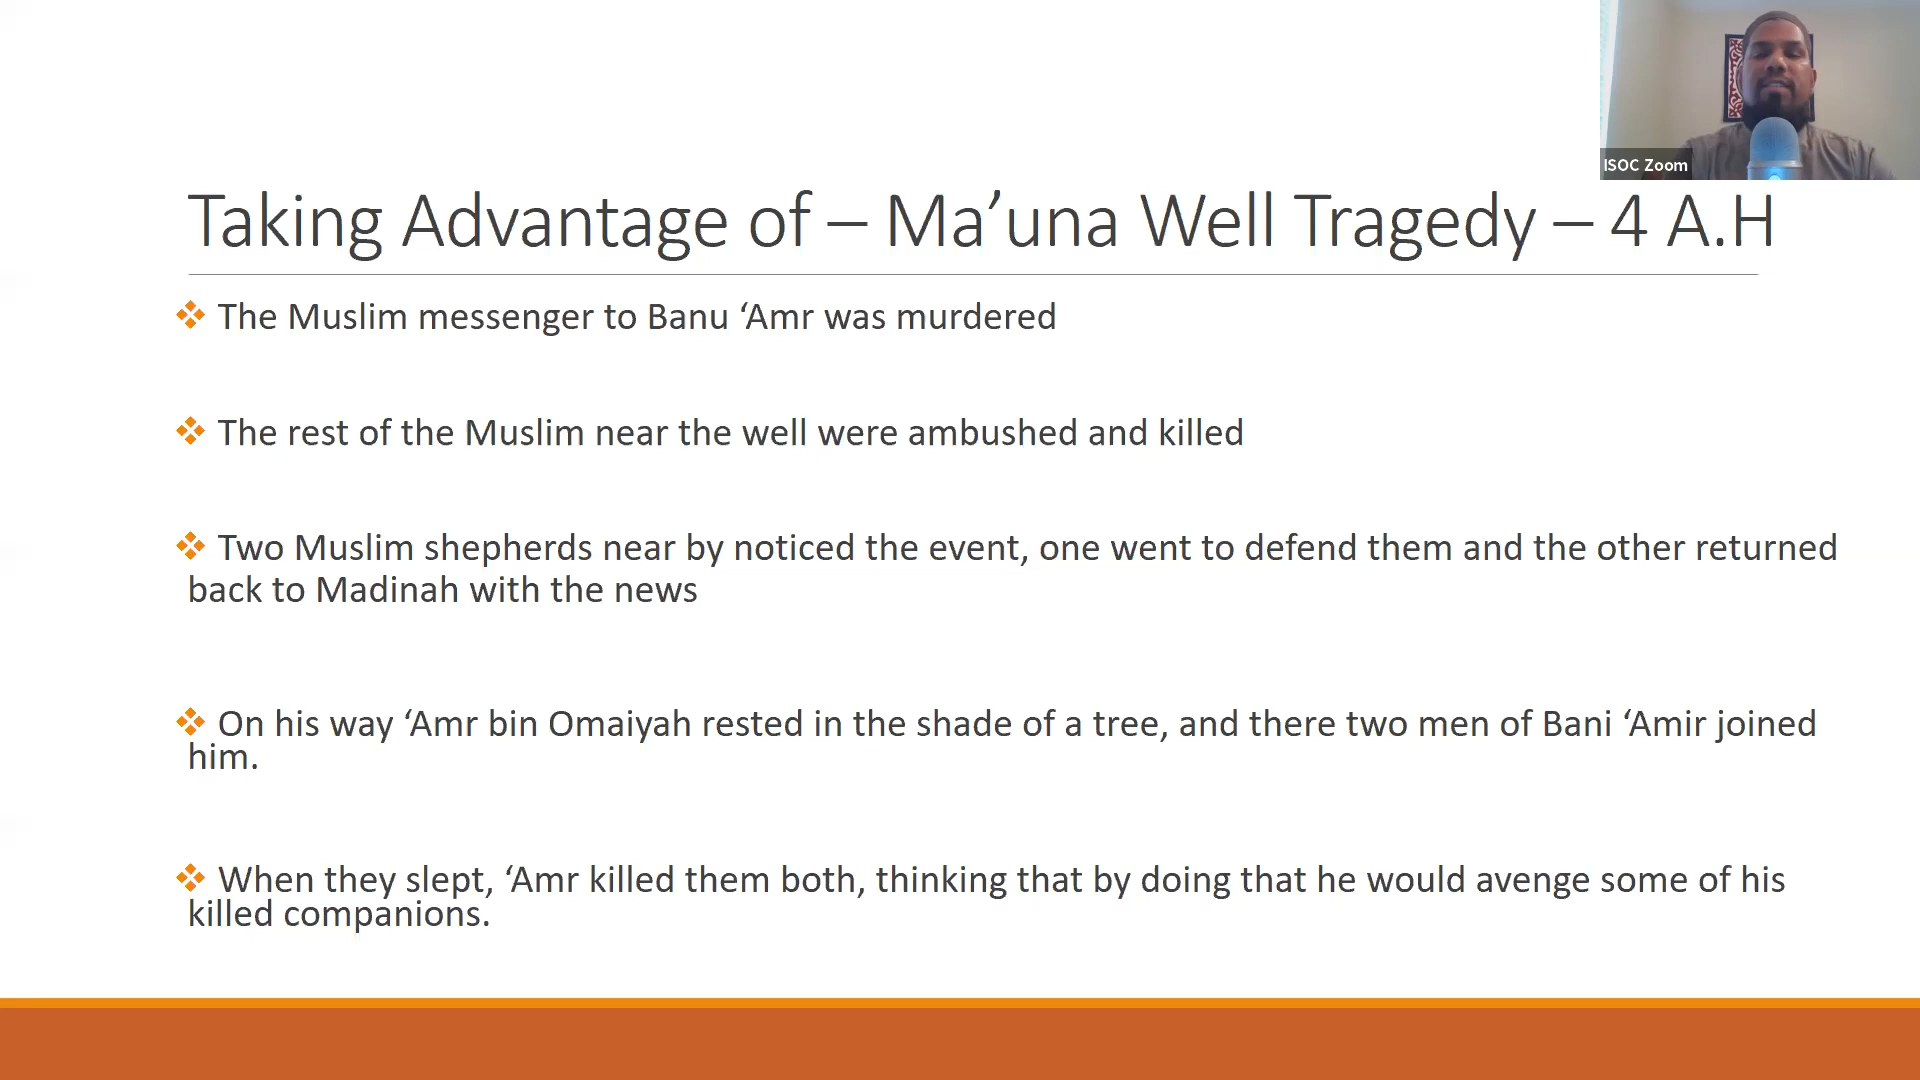 ISOC Zoom
Taking Advantage of – Ma’una Well Tragedy – 4 A.H
❖ The Muslim messenger to Banu ‘Amr was murdered
❖ The rest of the Muslim near the well were ambushed and killed
❖ Two Muslim shepherds near by noticed the event, one went to defend them and the other returned
back to Madinah with the news
❖ On his way ‘Amr bin Omaiyah rested in the shade of a tree, and there two men of Bani ‘Amir joined
him.
❖ When they slept, ‘Amr killed them both, thinking that by doing that he would avenge some of his
killed companions.